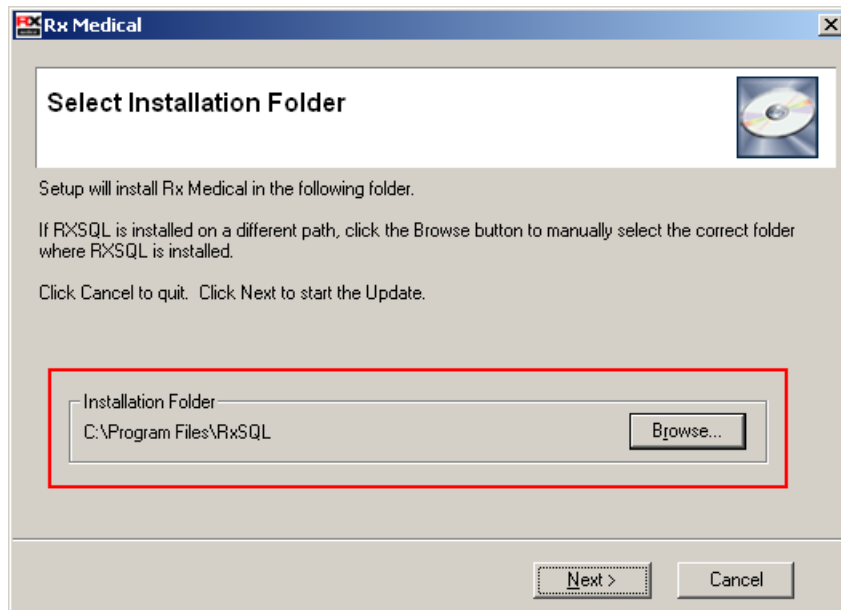 Rx Medical
Select Installation Folder
Setup will install Rx Medical in the following folder.
If RXSQL is installed on a different path, click the Browse button to manually select the correct folder
where RXSQL is installed.
Click Cancel to quit.  Click Next to start the Update.
Installation Folder
C:\Program Files\RxSQL
Browse...
Next >
Cancel